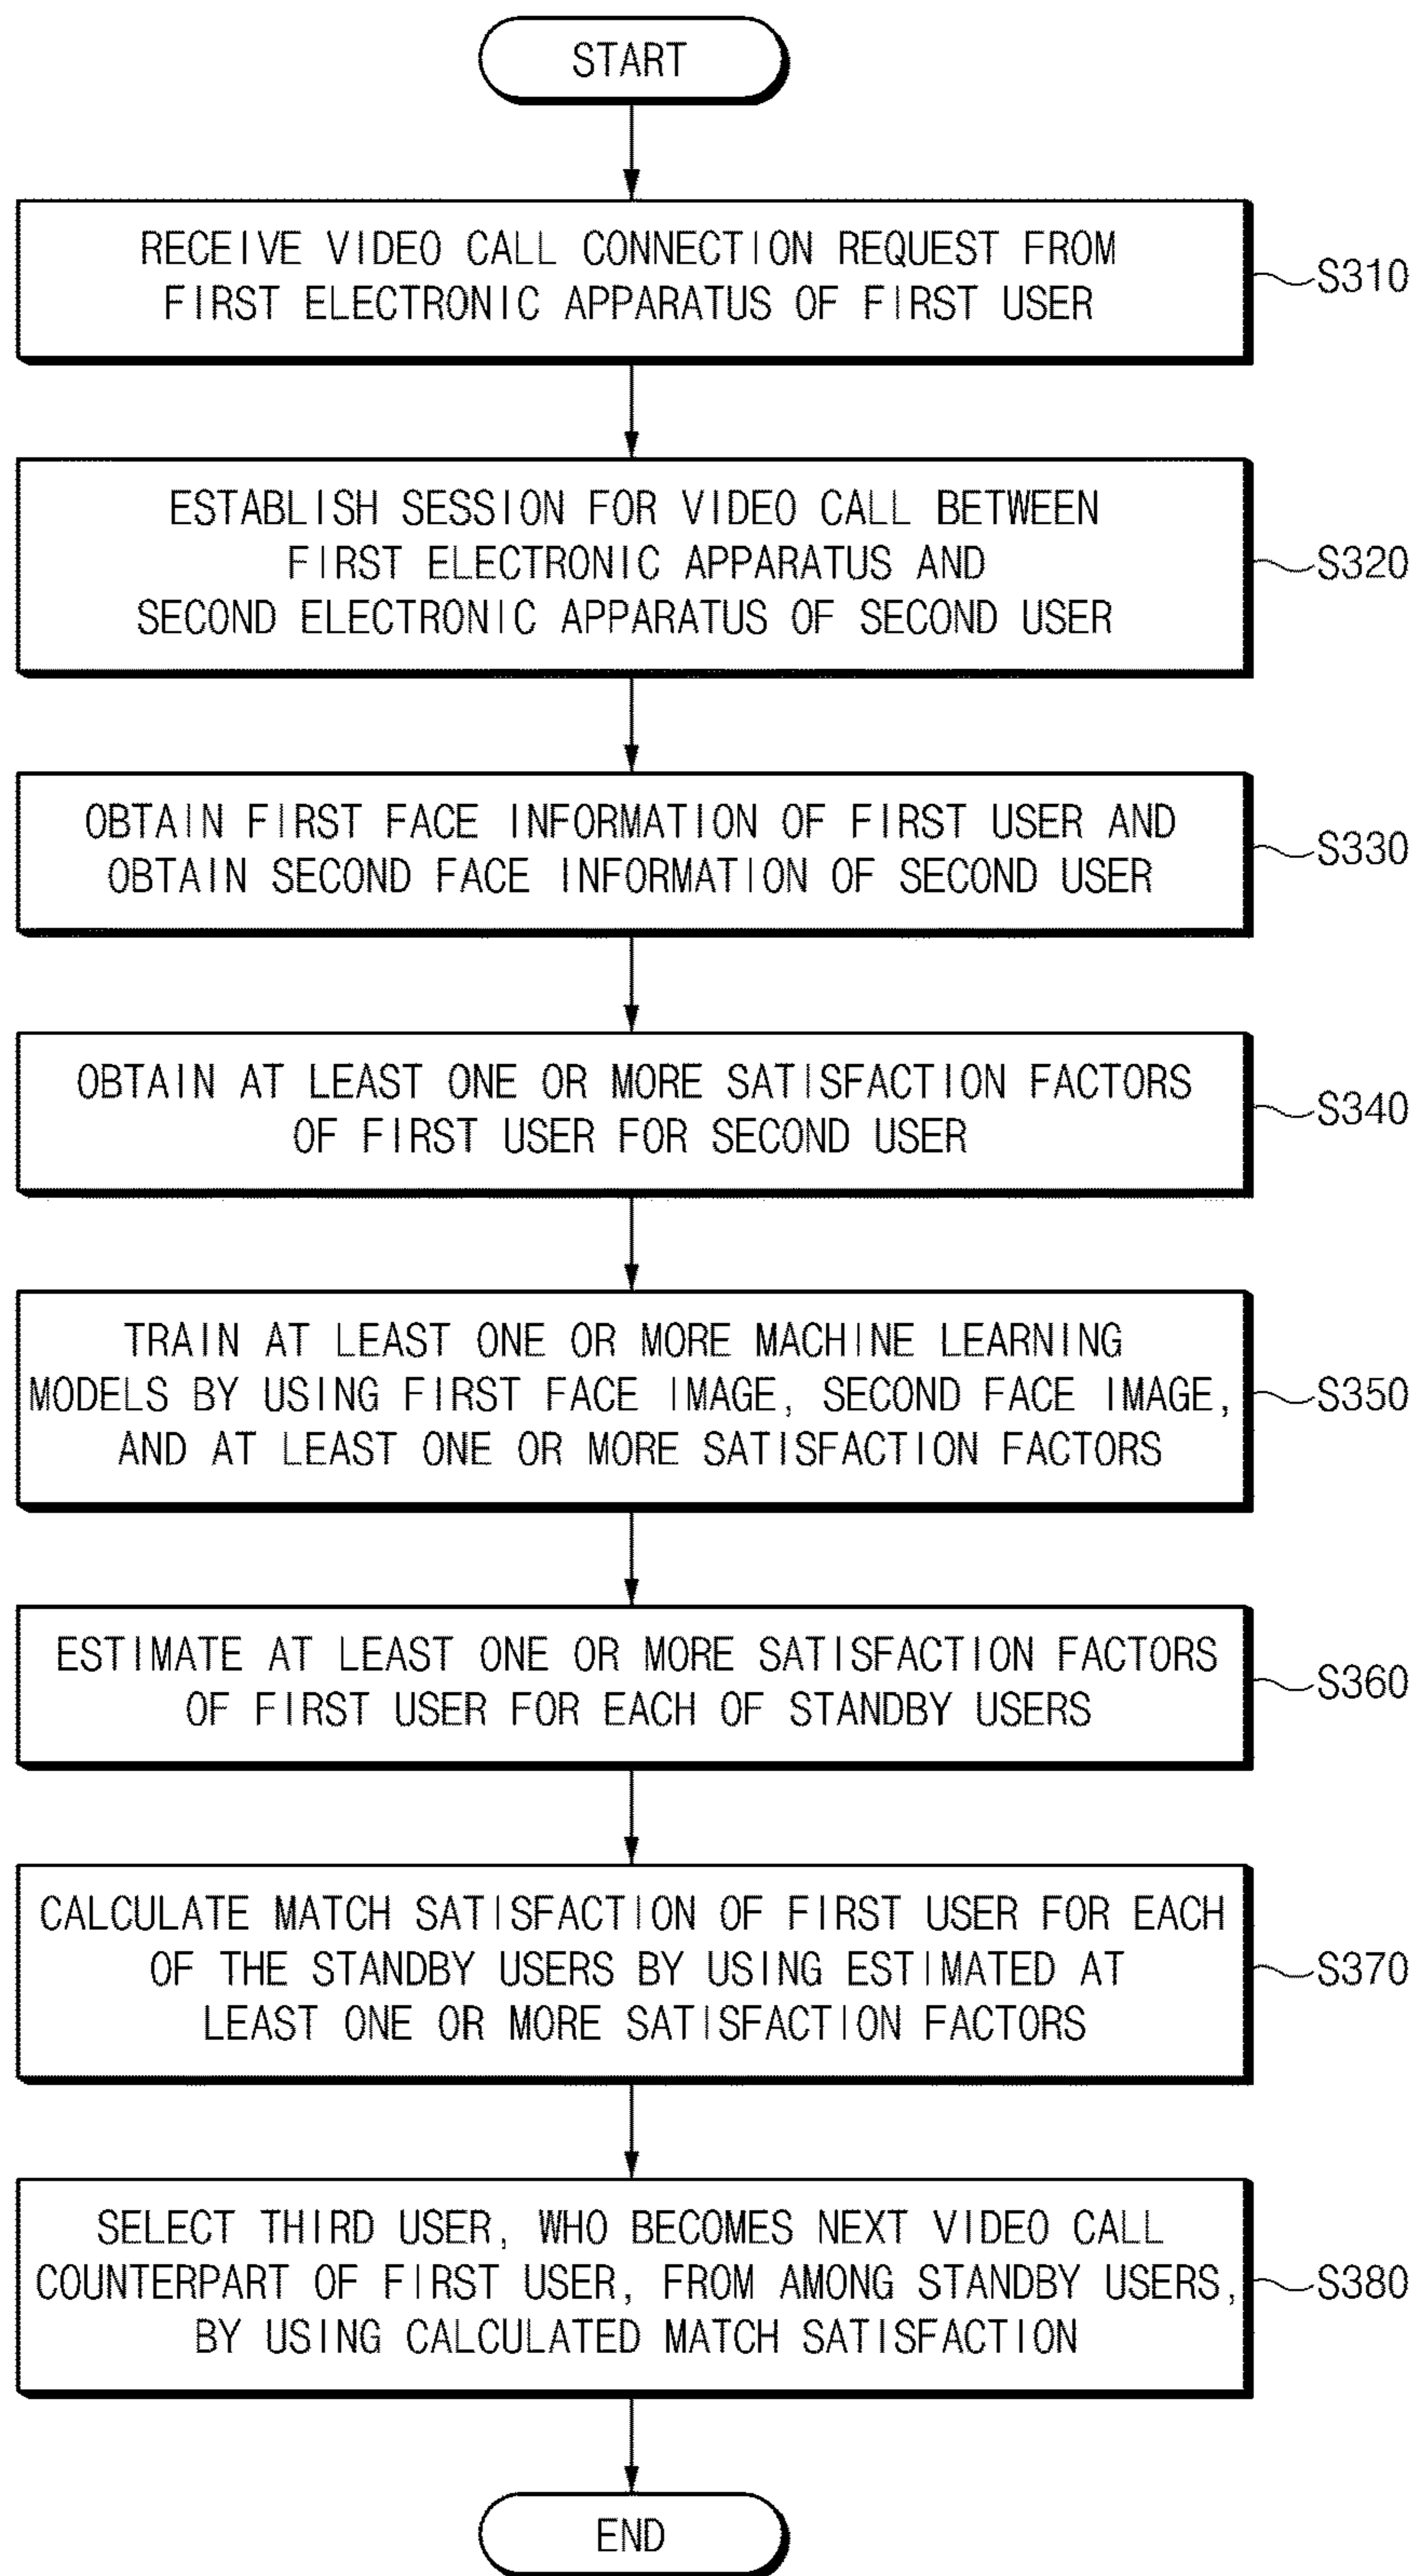 START
RECEIVE VIDEO CALL CONNECTION REQUEST FROM
FIRST ELECTRONIC APPARATUS OF FIRST USER
S310
ESTABLISH SESSION FOR VIDEO CALL BETWEEN
FIRST ELECTRONIC APPARATUS AND
SECOND ELECTRONIC APPARATUS OF SECOND USER
S320
OBTAIN FIRST FACE INFORMATION OF FIRST USER AND
OBTAIN SECOND FACE INFORMATION OF SECOND USER
S330
OBTAIN AT LEAST ONE OR MORE SATISFACTION FACTORS
OF FIRST USER FOR SECOND USER
S340
TRAIN AT LEAST ONE OR MORE MACHINE LEARNING
MODELS BY USING FIRST FACE IMAGE, SECOND FACE IMAGE,
AND AT LEAST ONE OR MORE SATISFACTION FACTORS
S350
ESTIMATE AT LEAST ONE OR MORE SATISFACTION FACTORS
OF FIRST USER FOR EACH OF STANDBY USERS
S360
CALCULATE MATCH SATISFACTION OF FIRST USER FOR EACH
OF THE STANDBY USERS BY USING ESTIMATED AT
LEAST ONE OR MORE SATISFACTION FACTORS
S370
SELECT THIRD USER, WHO BECOMES NEXT VIDEO CALL
COUNTERPART OF FIRST USER, FROM AMONG STANDBY USERS,
BY USING CALCULATED MATCH SATISFACTION
S380
END